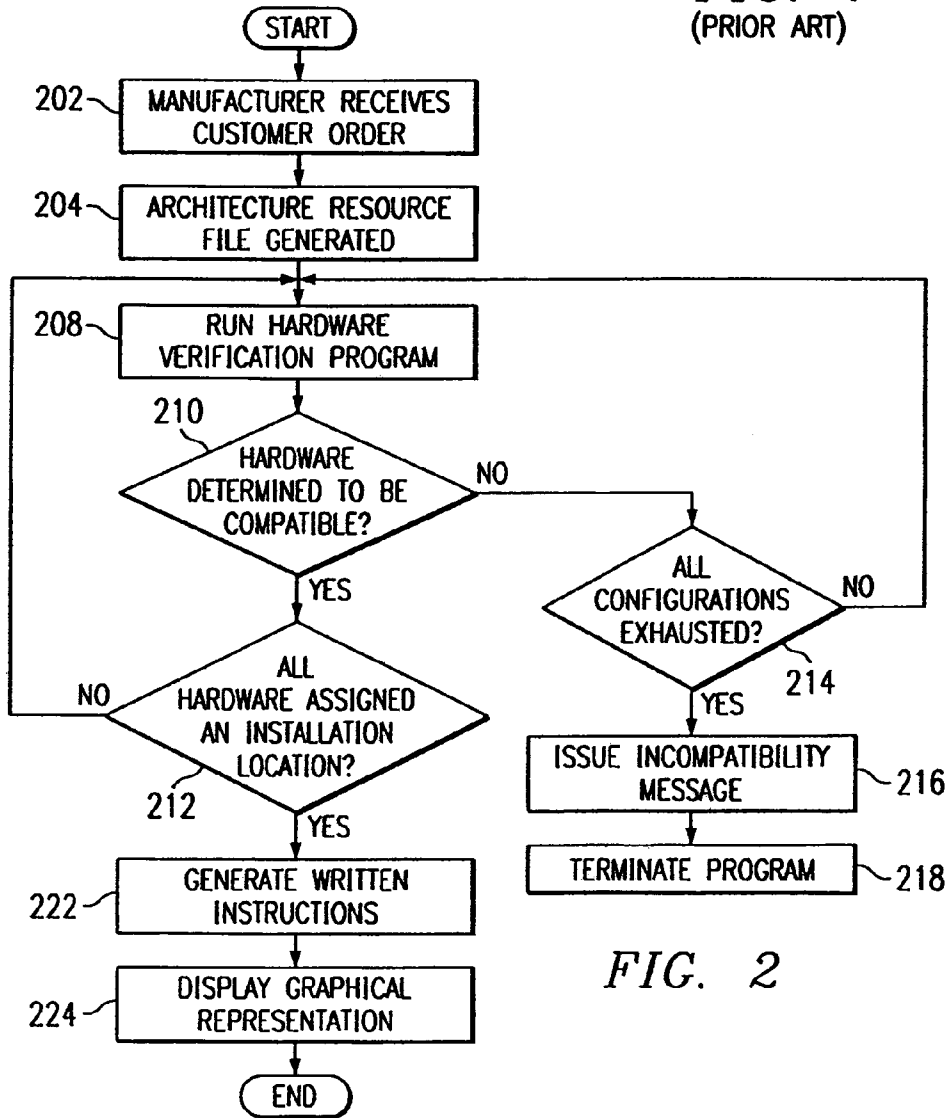 (PRIOR ART)
START
202
MANUFACTURER RECEIVES
CUSTOMER ORDER
204
ARCHITECTURE RESOURCE
FILE GENERATED
208
RUN HARDWARE
VERIFICATION PROGRAM
210
HARDWARE
DETERMINED TO BE
COMPATIBLE?
NO
YES
ALL
CONFIGURATIONS
EXHAUSTED?
NO
214
YES
ALL
HARDWARE ASSIGNED
AN INSTALLATION
LOCATION?
NO
212
YES
ISSUE INCOMPATIBILITY
MESSAGE
216
TERMINATE PROGRAM
218
222
GENERATE WRITTEN
INSTRUCTIONS
224
DISPLAY GRAPHICAL
REPRESENTATION
END
FIG. 2